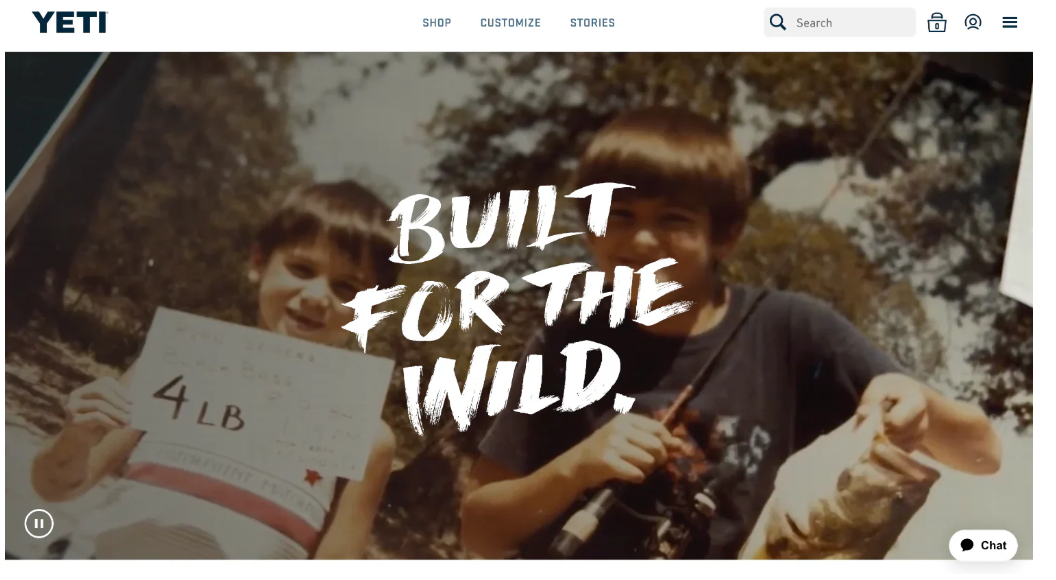 YETI
SHOP CUSTOMIZE STORIES
Search
0
BUILT
FOR THE
WILD.
4 LB
Chat